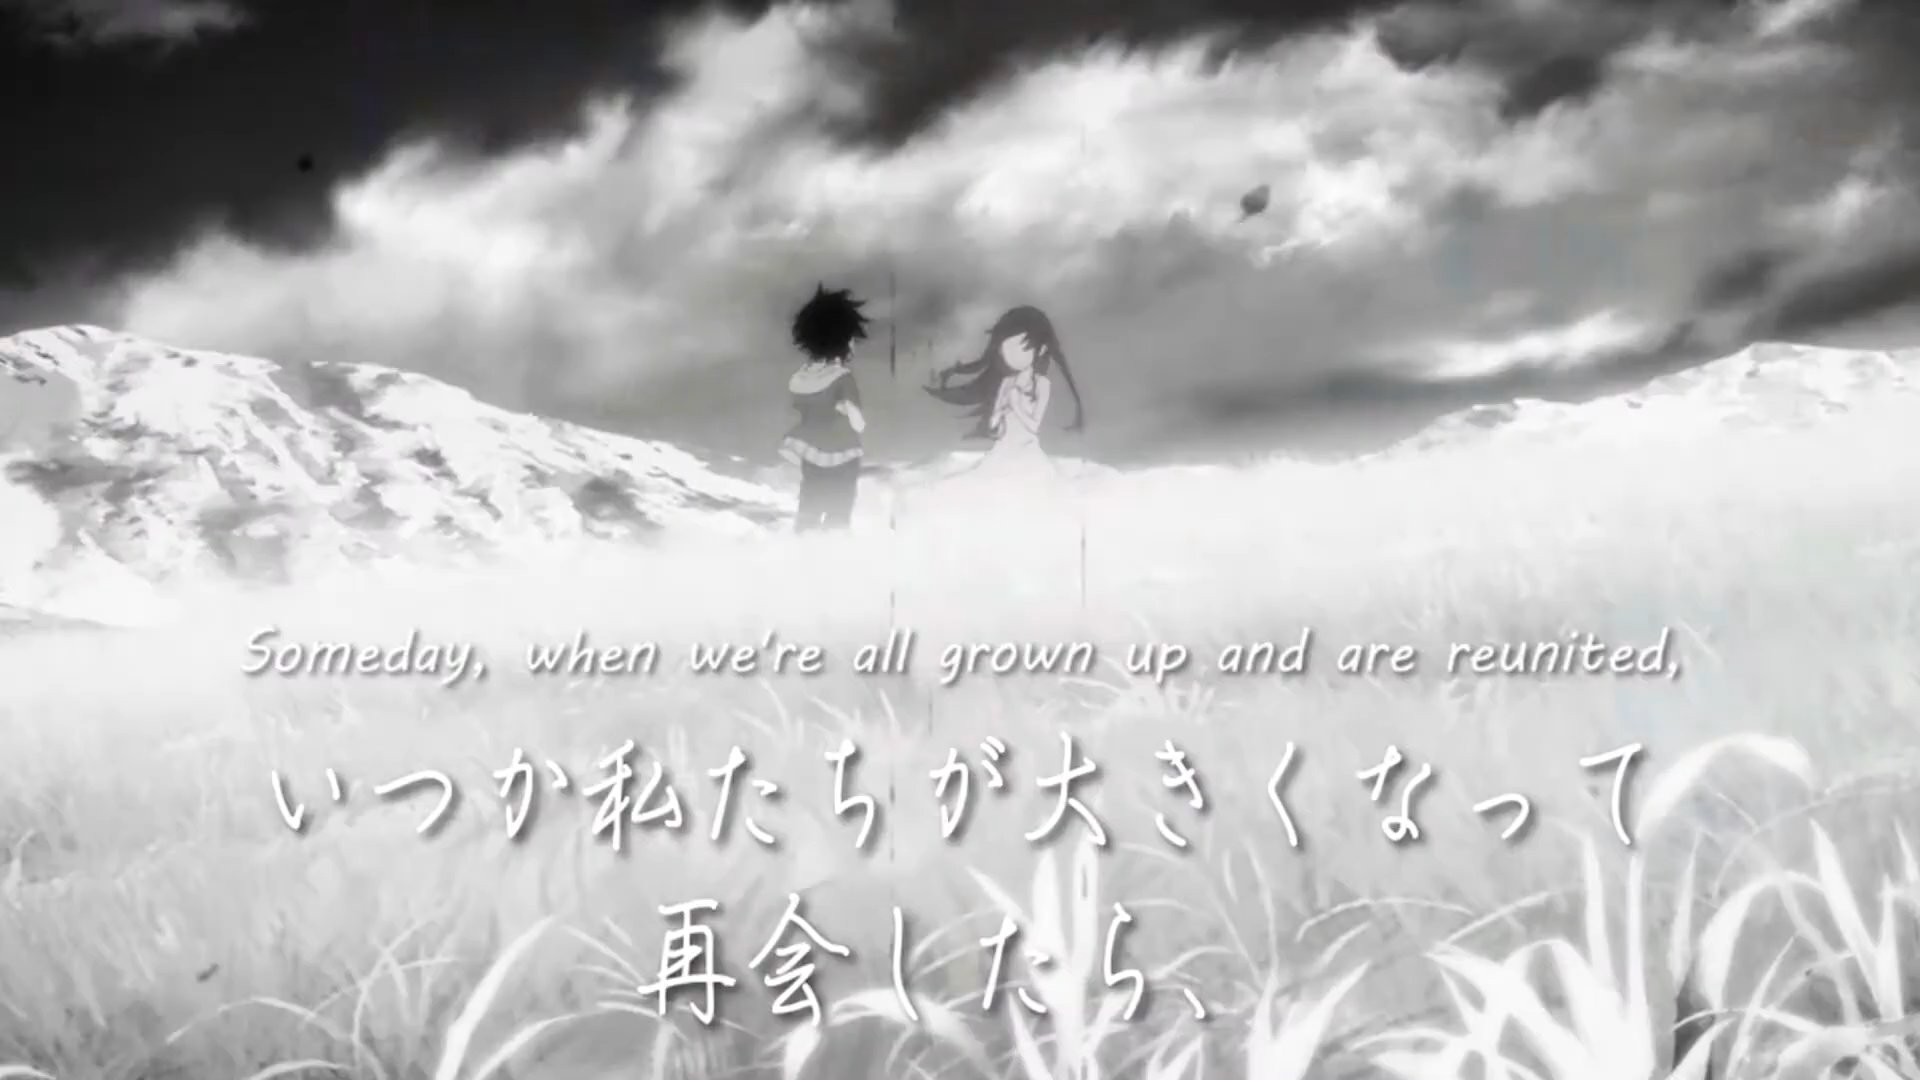 Someday, when we're all grown up and are reunited,
いつか私たちが大きくなって
再会したら、